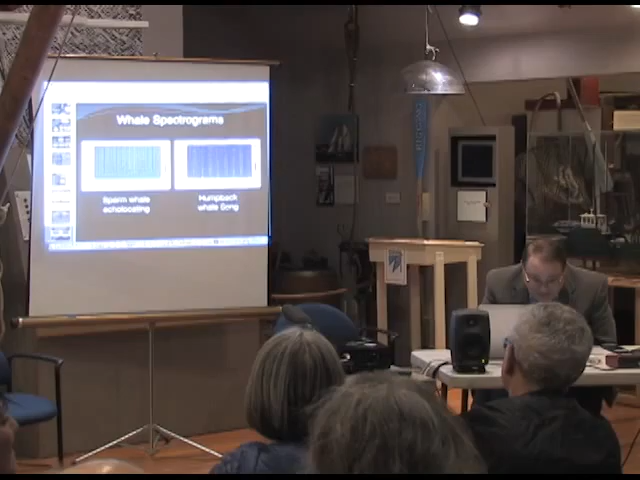 Whale Spectrograms
Sperm whale
echolocating
Humpback
whale Song